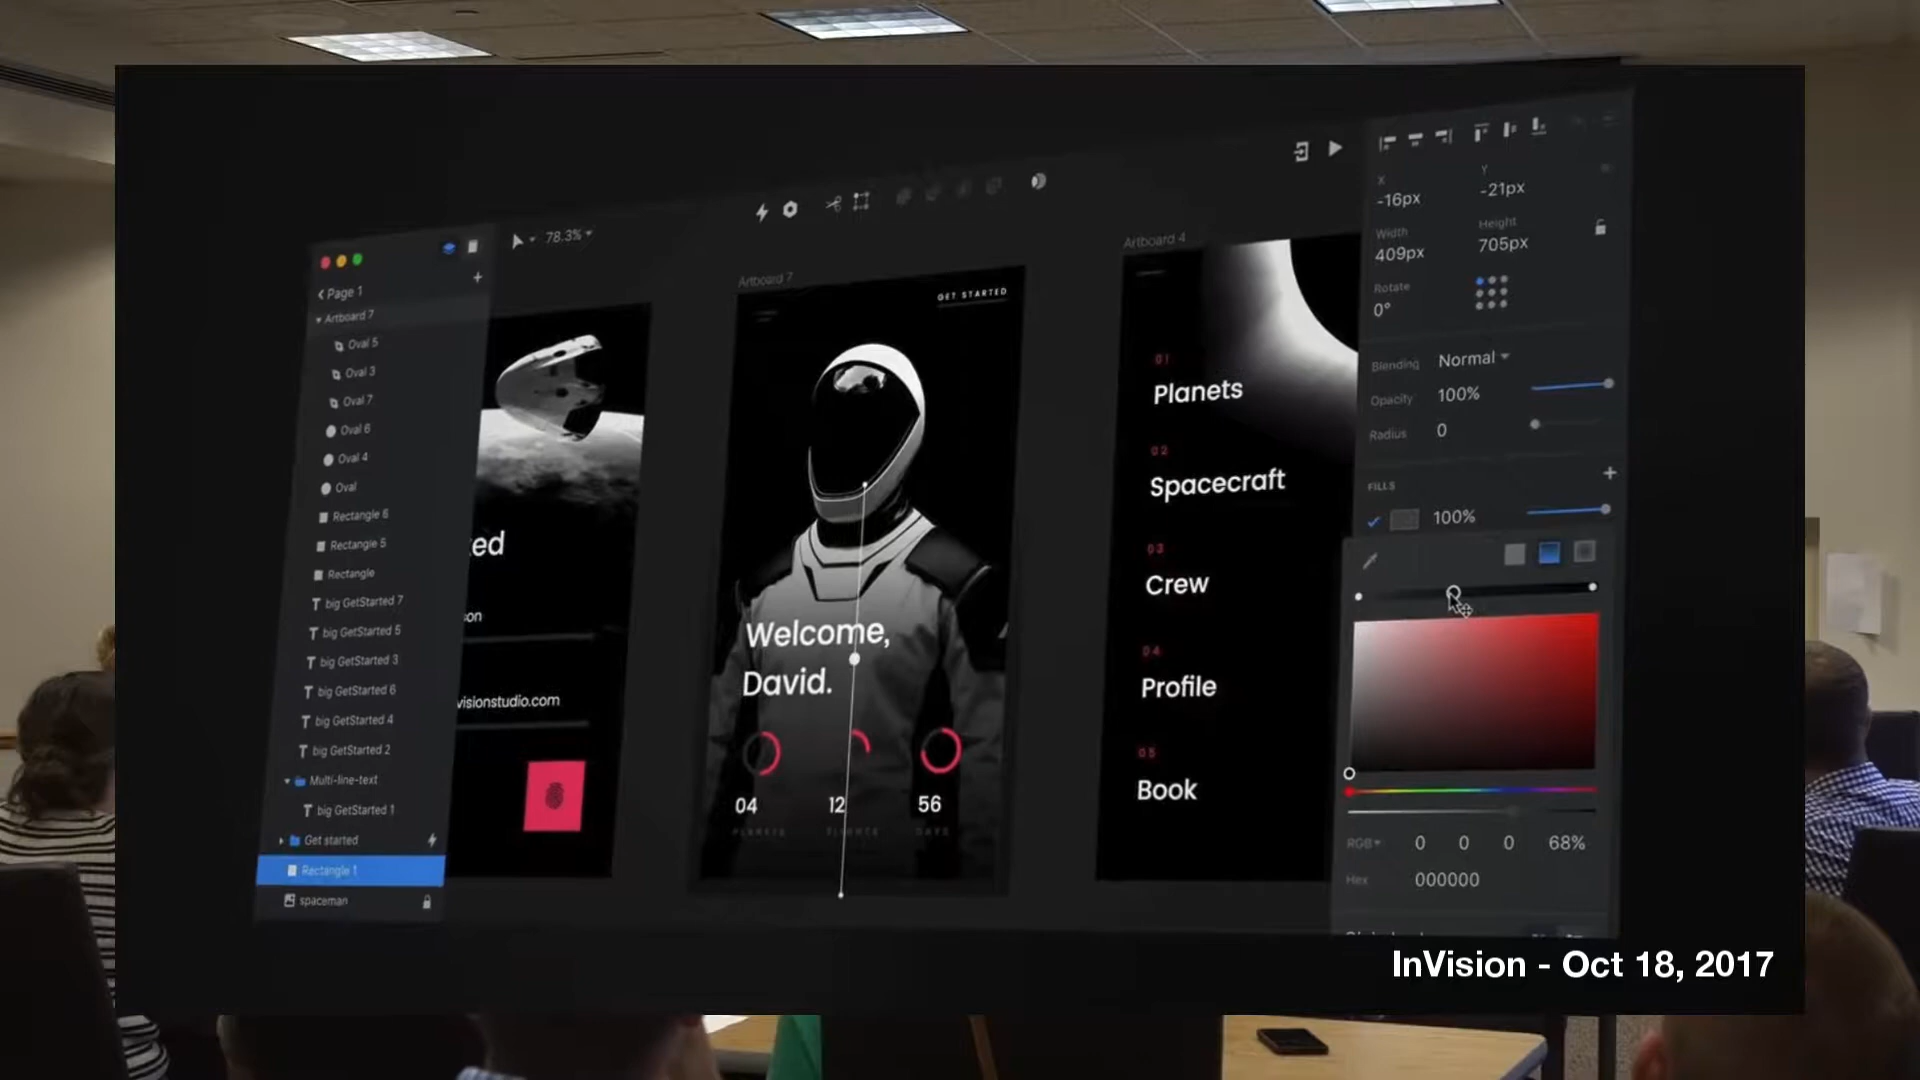 78.3%
Page 1
Artboard 7
Oval 5
Oval 3
Oval 7
Oval 6
Oval 4
Oval
Rectangle 6
Rectangle 5
Rectangle
big GetStarted 7
big GetStarted 5
big GetStarted 3
big GetStarted 6
big GetStarted 4
big GetStarted 2
Multi-line-text
big GetStarted 1
Get started
Rectangle 1
spaceman
ed
on
visionstudio.com
Artboard 7
GET STARTED
Welcome,
David.
04 12 56
PLANETS FLIGHTS DAYS
Artboard 4
01
Planets
02
Spacecraft
03
Crew
04
Profile
05
Book
X Y
-16px -21px
Width Height
409px 705px
Rotate
0°
Blending Normal
Opacity 100%
Radius 0
FILLS
100%
RGB 0 0 0 68%
Hex 000000
InVision - Oct 18, 2017